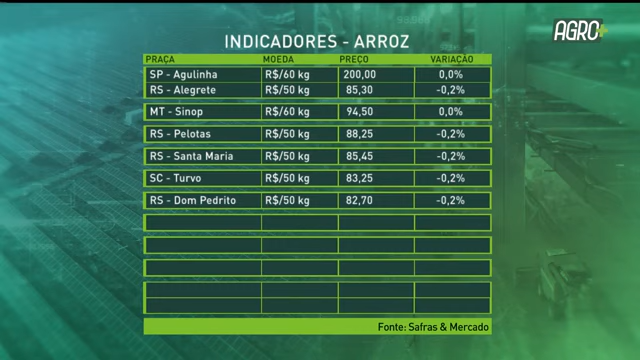 AGRO+
INDICADORES - ARROZ
PRAÇA MOEDA PREÇO VARIAÇÃO
SP - Agulinha R$/60 kg 200,00 0,0%
RS - Alegrete R$/50 kg 85,30 -0,2%
MT - Sinop R$/60 kg 94,50 0,0%
RS - Pelotas R$/50 kg 88,25 -0,2%
RS - Santa Maria R$/50 kg 85,45 -0,2%
SC - Turvo R$/50 kg 83,25 -0,2%
RS - Dom Pedrito R$/50 kg 82,70 -0,2%
Fonte: Safras & Mercado